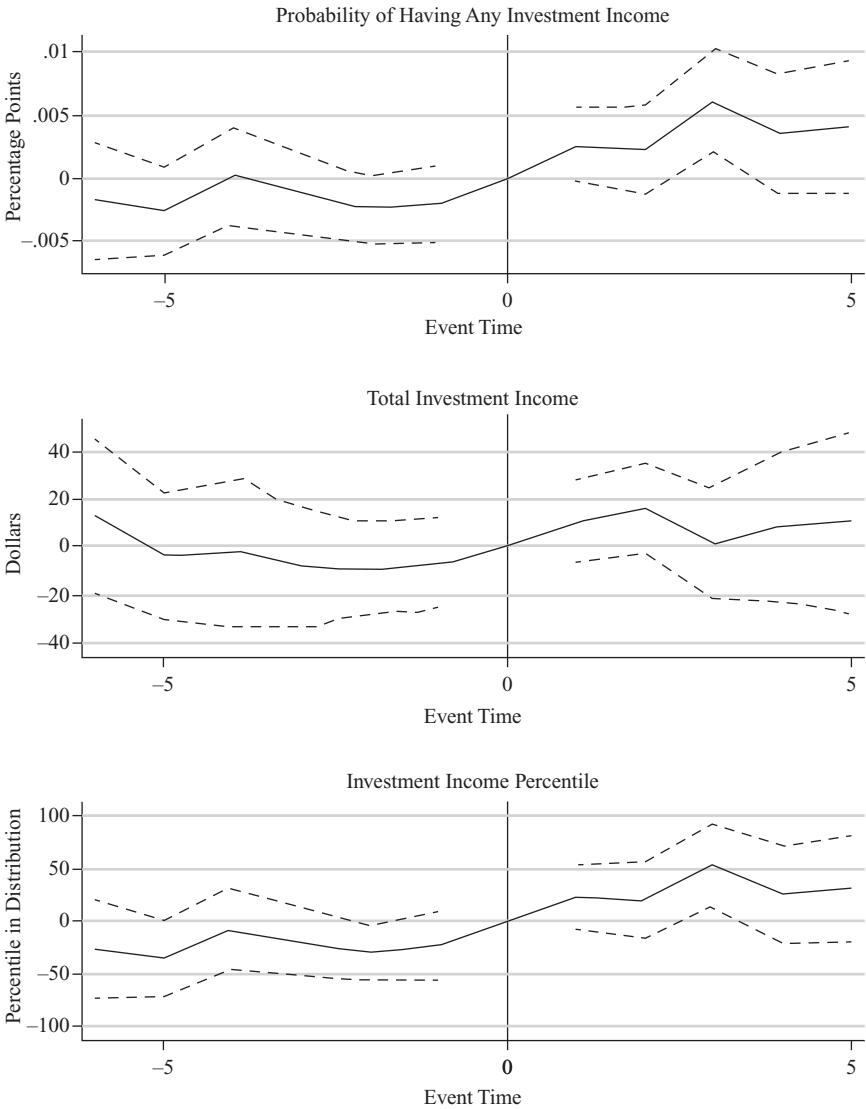 Probability of Having Any Investment Income
Percentage Points
.01
.005
0
–.005
–5
0
5
Event Time
Total Investment Income
Dollars
40
20
0
–20
–40
–5
0
5
Event Time
Investment Income Percentile
Percentile in Distribution
100
50
0
–50
–100
–5
0
5
Event Time